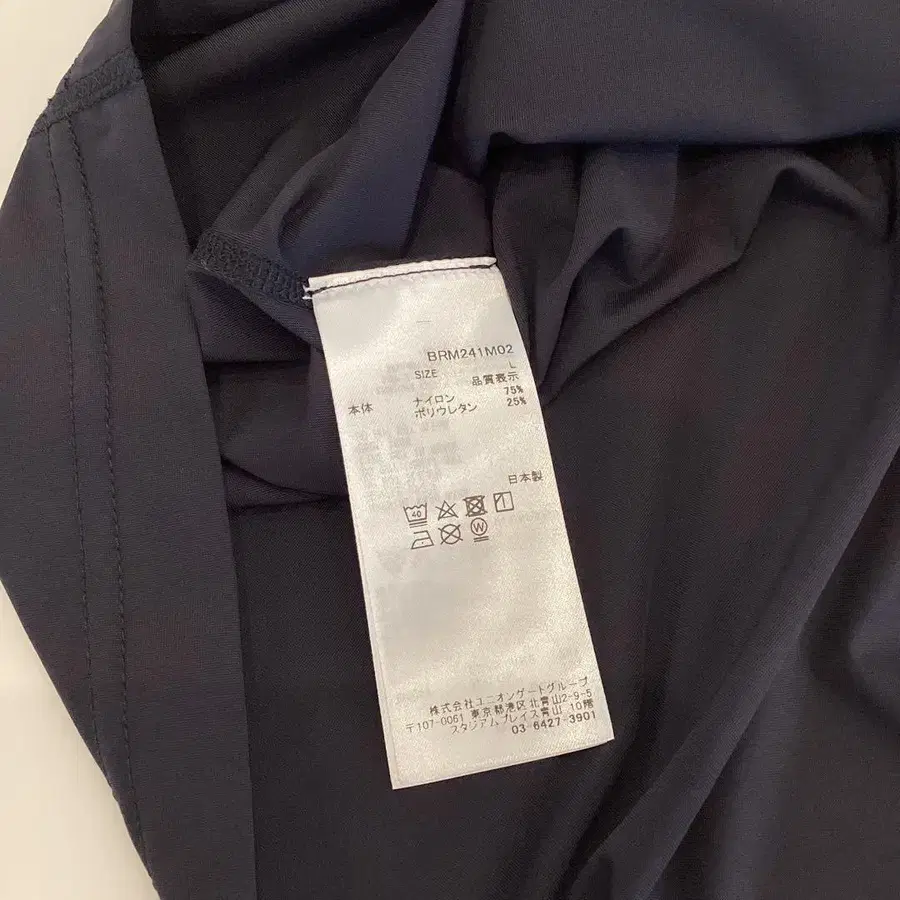 BRM241M02
SIZE L
品質表示
本体 ナイロン 75%
ポリウレタン 25%
日本製
40
W
株式会社ユニオンゲートグループ
〒107-0061 東京都港区北青山2-9-5
スタジアムプレイス青山 10階
03-6427-3901